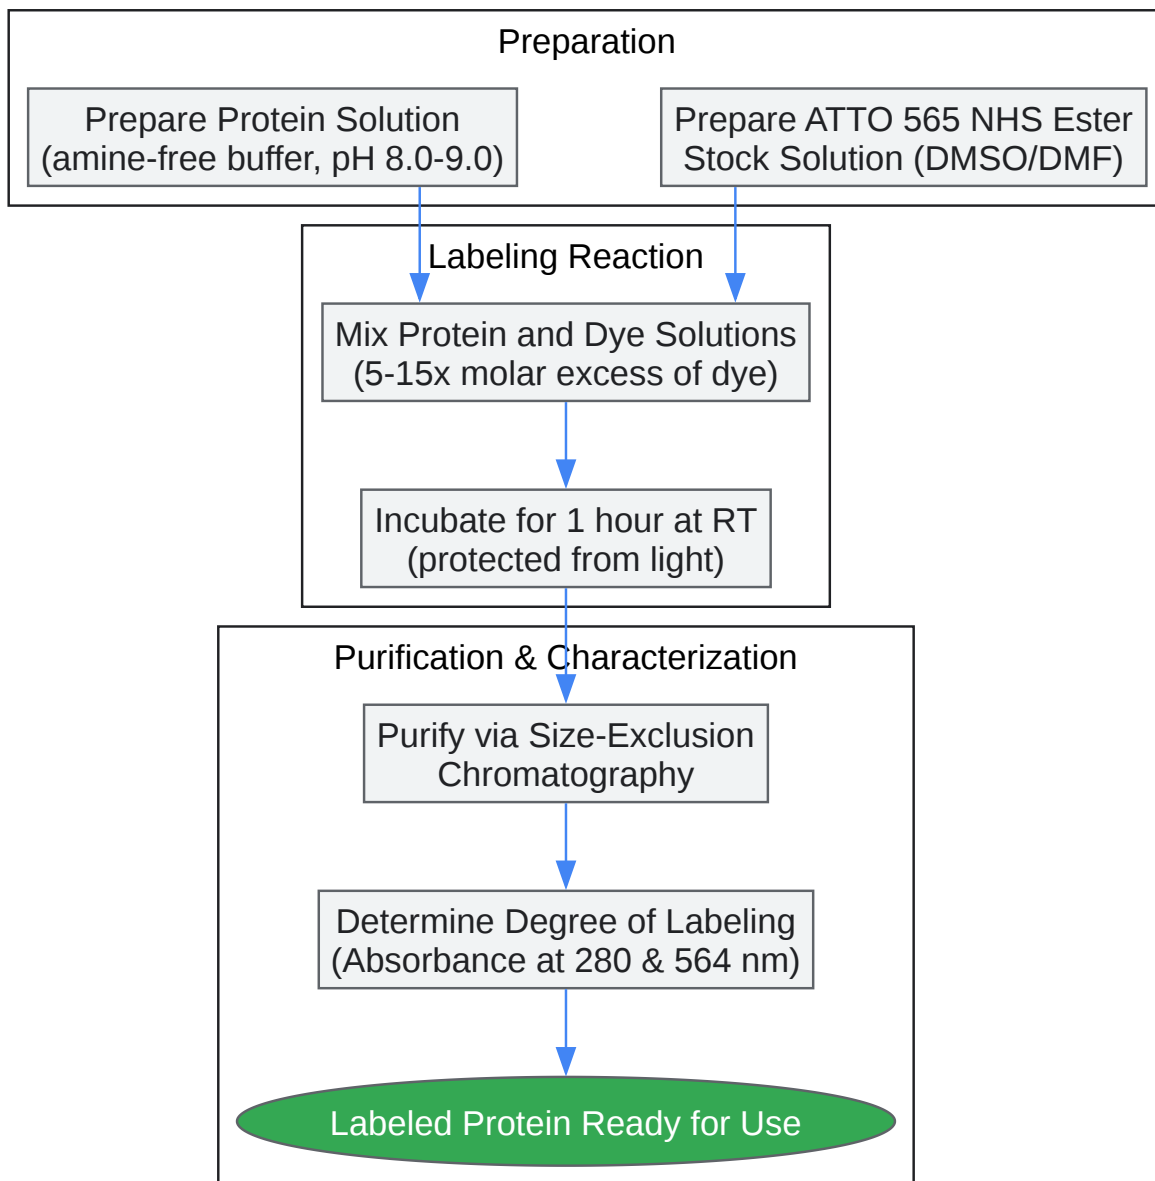 Preparation
Prepare Protein Solution
(amine-free buffer, pH 8.0-9.0)
Prepare ATTO 565 NHS Ester
Stock Solution (DMSO/DMF)
Labeling Reaction
Mix Protein and Dye Solutions
(5-15x molar excess of dye)
Incubate for 1 hour at RT
(protected from light)
Purification & Characterization
Purify via Size-Exclusion
Chromatography
Determine Degree of Labeling
(Absorbance at 280 & 564 nm)
Labeled Protein Ready for Use